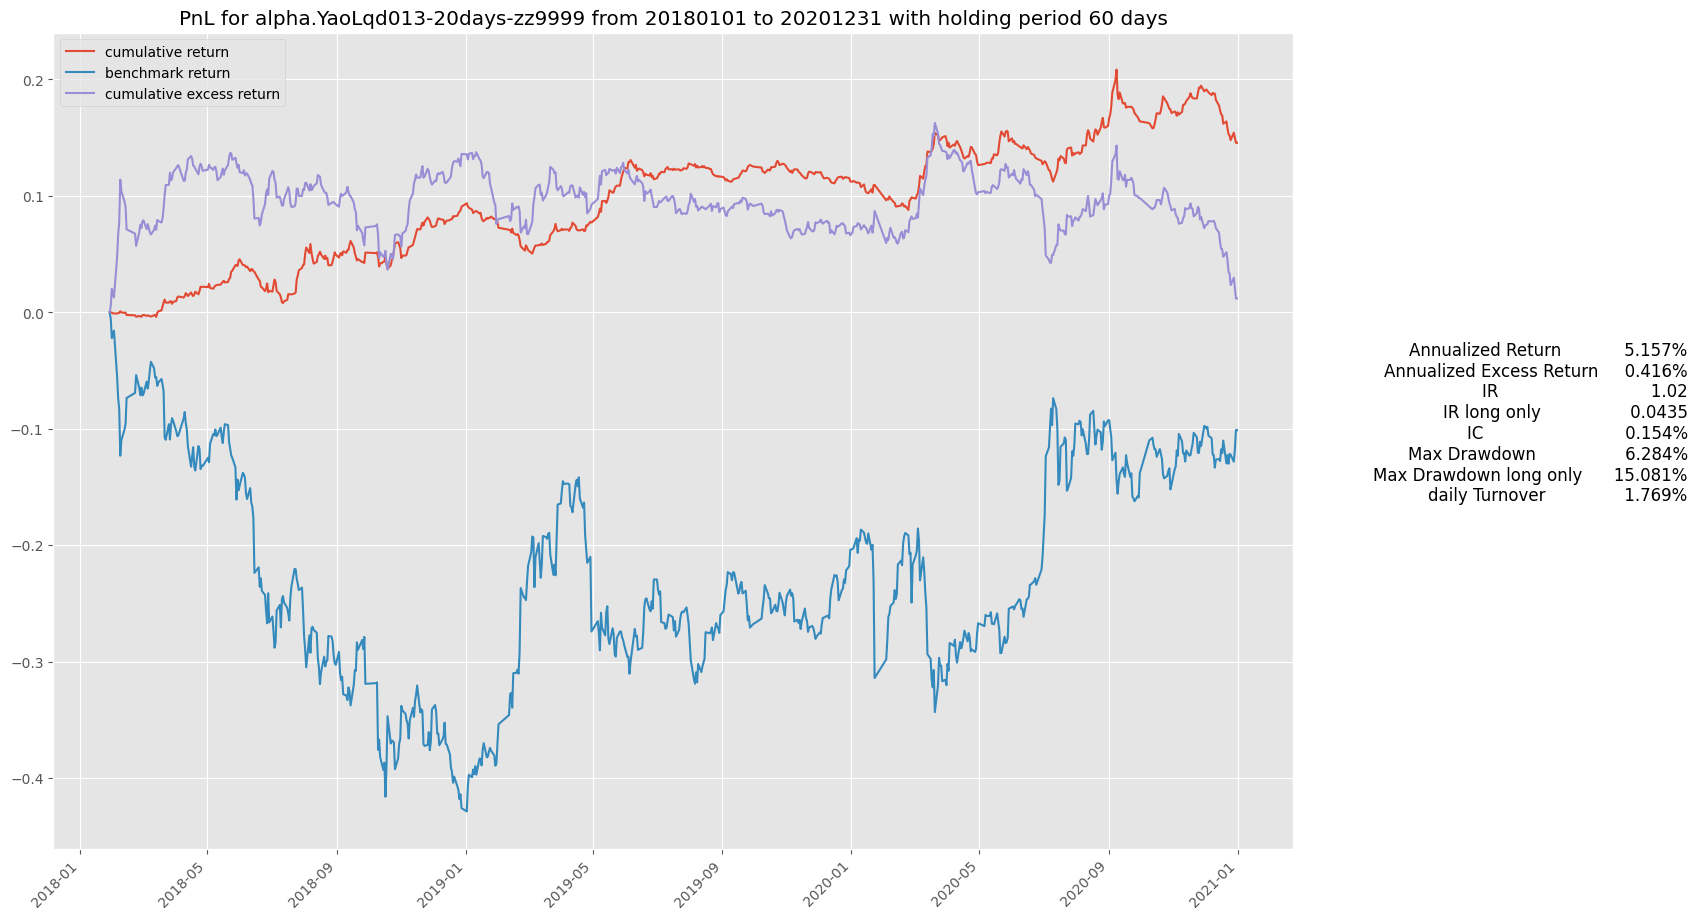 PnL for alpha.YaoLqd013-20days-zz9999 from 20180101 to 20201231 with holding period 60 days
cumulative return
benchmark return
cumulative excess return
0.2
0.1
0.0
−0.1
−0.2
−0.3
−0.4
Annualized Return 5.157%
Annualized Excess Return 0.416%
IR 1.02
IR long only 0.0435
IC 0.154%
Max Drawdown 6.284%
Max Drawdown long only 15.081%
daily Turnover 1.769%
2018-01
2018-05
2018-09
2019-01
2019-05
2019-09
2020-01
2020-05
2020-09
2021-01